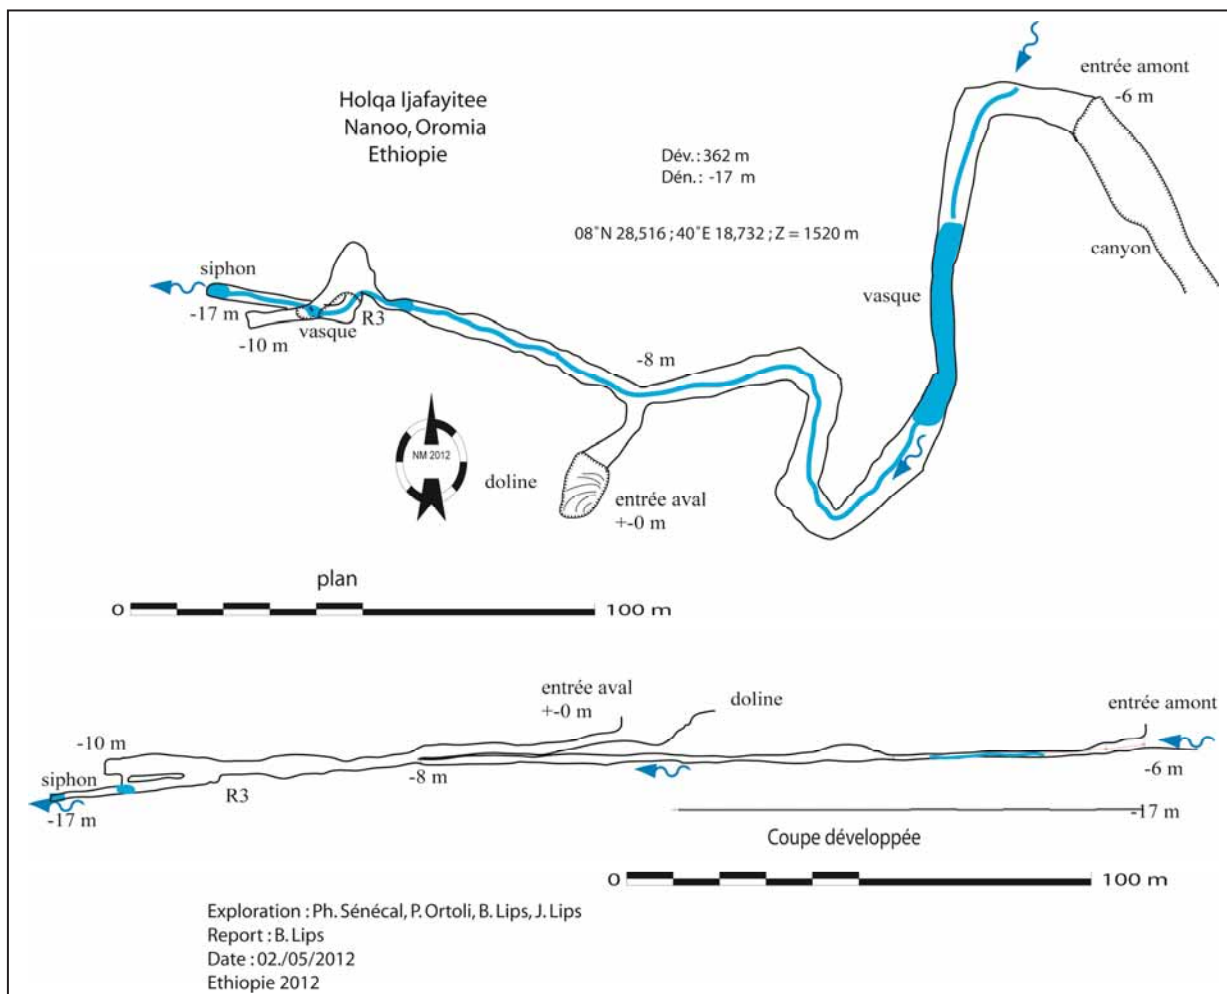 Holqa Ijafayitee
Nanoo, Oromia
Ethiopie
Dév.: 362 m
Dén.: -17 m
08°N 28,516 ; 40°E 18,732 ; Z = 1520 m
entrée amont
-6 m
canyon
vasque
siphon
-17 m
-10 m
vasque
R3
-8 m
NM 2012
doline
entrée aval
+-0 m
plan
0 100 m
entrée aval
+-0 m
doline
entrée amont
-6 m
-10 m
siphon
-17 m
R3
-8 m
-17 m
Coupe développée
0 100 m
Exploration : Ph. Sénécal, P. Ortoli, B. Lips, J. Lips
Report : B. Lips
Date : 02./05/2012
Ethiopie 2012